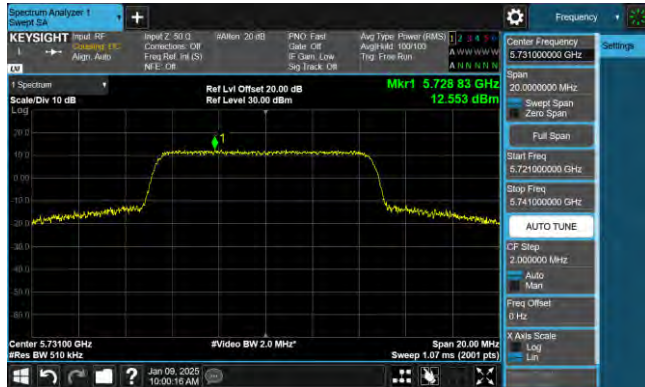 Spectrum Analyzer 1
Swept SA
+
Frequency
KEYSIGHT
Input: RF
Coupling: DC
Align: Auto
Input Z: 50 Ω
Corrections: Off
Freq Ref: Int (S)
NFE: Off
#Atten: 20 dB
PNO: Fast
Gate: Off
IF Gain: Low
Sig Track: Off
Avg Type: Power (RMS)
Avg|Hold: 100/100
Trig: Free Run
1 2 3 4 5 6
A W W W W W
A N N N N N
L
LXI
Center Frequency
5.731000000 GHz
Settings
Span
20.0000000 MHz
Swept Span
Zero Span
Full Span
Start Freq
5.721000000 GHz
Stop Freq
5.741000000 GHz
AUTO TUNE
CF Step
2.000000 MHz
Auto
Man
Freq Offset
0 Hz
X Axis Scale
Log
Lin
1 Spectrum
Scale/Div 10 dB
Ref Lvl Offset 20.00 dB
Ref Level 30.00 dBm
Mkr1 5.728 83 GHz
12.553 dBm
Log
1
20.0
10.0
0.00
-10.0
-20.0
-30.0
-40.0
-50.0
-60.0
Center 5.73100 GHz
#Res BW 510 kHz
#Video BW 2.0 MHz*
Span 20.00 MHz
Sweep 1.07 ms (2001 pts)
?
Jan 09, 2025
10:00:16 AM